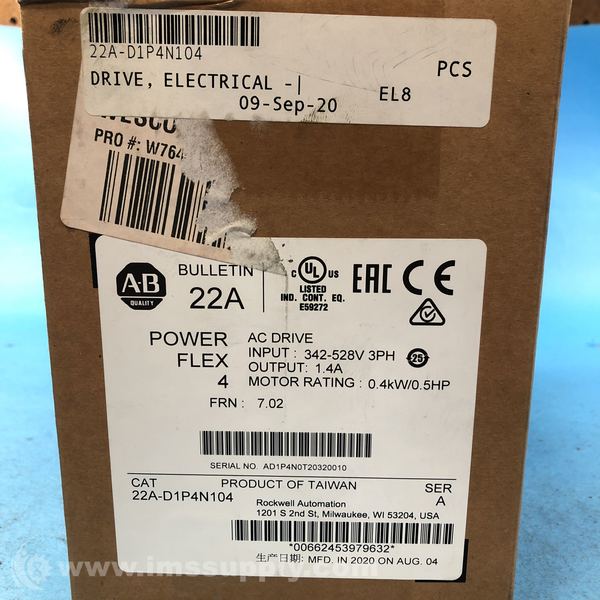 22A-D1P4N104
DRIVE, ELECTRICAL -|
PCS
09-Sep-20
EL8
WESCO
PRO #: W764
A-B
QUALITY
BULLETIN
22A
C UL US
LISTED
IND. CONT. EQ.
E59272
EAC CE
POWER
FLEX
4
AC DRIVE
INPUT : 342-528V 3PH
OUTPUT: 1.4A
MOTOR RATING : 0.4kW/0.5HP
25
FRN : 7.02
SERIAL NO. AD1P4N0T20320010
CAT
22A-D1P4N104
PRODUCT OF TAIWAN
SER
A
Rockwell Automation
1201 S 2nd St, Milwaukee, WI 53204, USA
*00662453979632*
生产日期: MFD. IN 2020 ON AUG. 04
www.imssupply.com